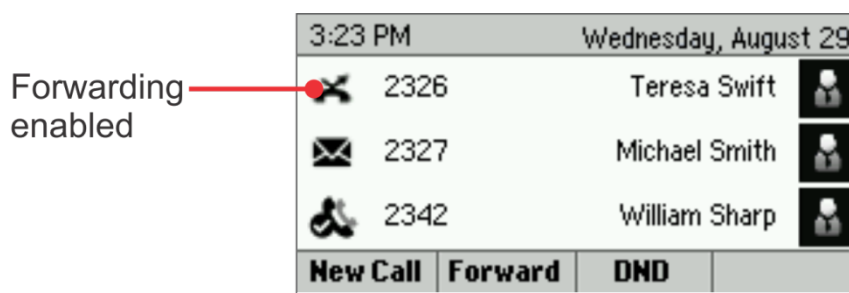 3:23 PM Wednesday, August 29
Forwarding enabled
2326 Teresa Swift
2327 Michael Smith
2342 William Sharp
New Call Forward DND